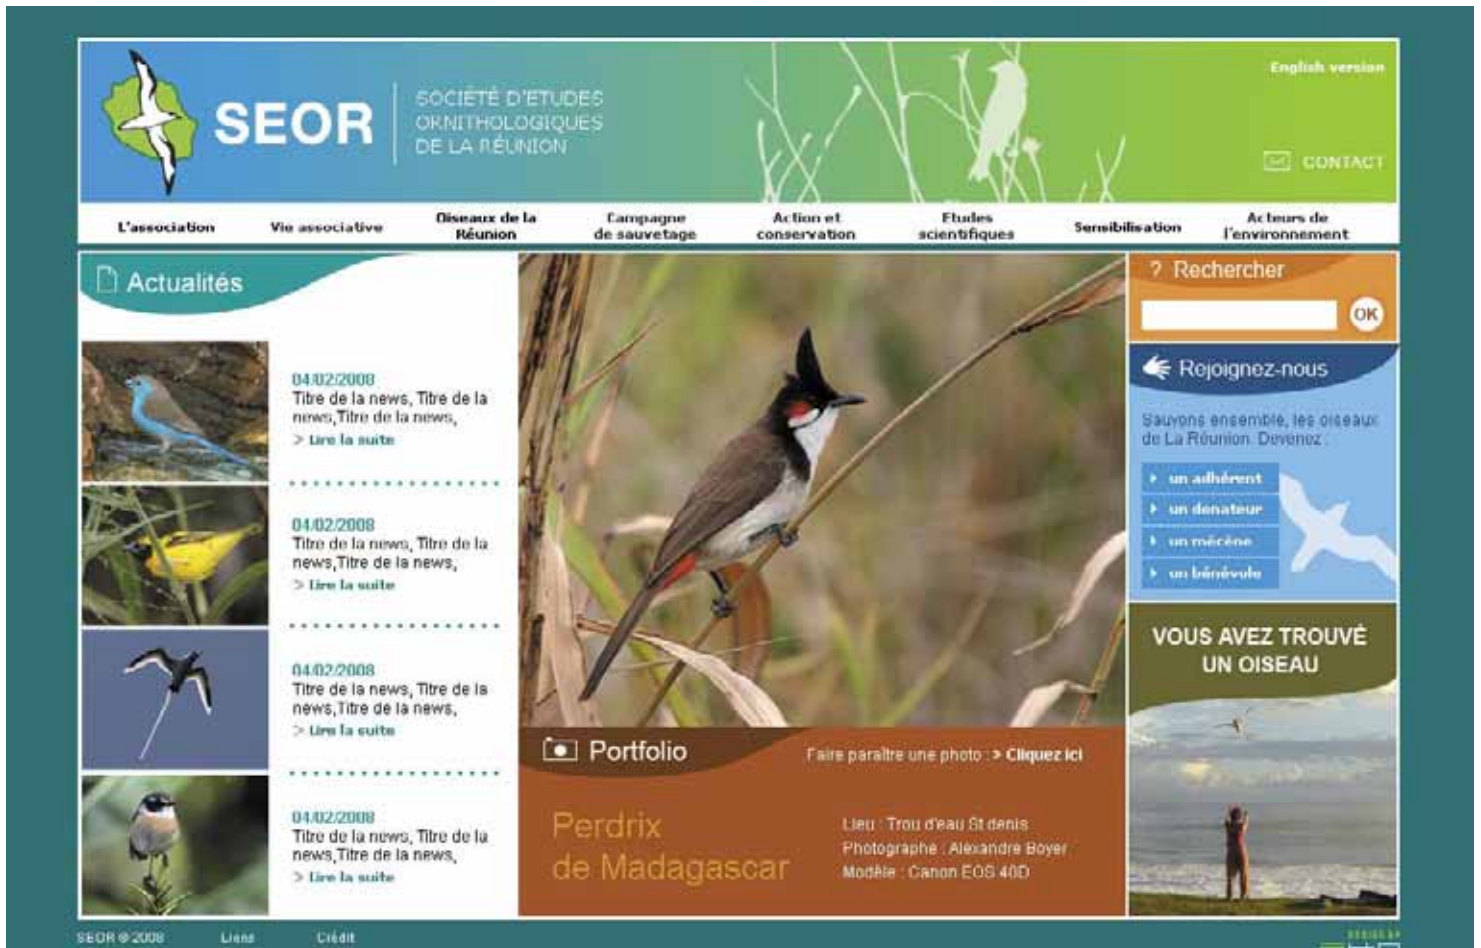 English version
SEOR
SOCIÉTÉ D'ETUDES
ORNITHOLOGIQUES
DE LA RÉUNION
CONTACT
L'association
Vie associative
Oiseaux de la
Réunion
Campagne
de sauvetage
Action et
conservation
Etudes
scientifiques
Sensibilisation
Acteurs de
l'environnement
Actualités
04/02/2008
Titre de la news, Titre de la
news,Titre de la news,
> Lire la suite
04/02/2008
Titre de la news, Titre de la
news,Titre de la news,
> Lire la suite
04/02/2008
Titre de la news, Titre de la
news,Titre de la news,
> Lire la suite
04/02/2008
Titre de la news, Titre de la
news,Titre de la news,
> Lire la suite
Portfolio
Faire paraître une photo : > Cliquez ici
Perdrix
de Madagascar
Lieu : Trou d'eau St denis
Photographe : Alexandre Boyer
Modèle : Canon EOS 40D
? Rechercher
OK
Rejoignez-nous
Sauvons ensemble, les oiseaux
de La Réunion. Devenez :
un adhérent
un donateur
un mécène
un bénévole
VOUS AVEZ TROUVÉ
UN OISEAU
SEOR © 2008
Liens
Crédit